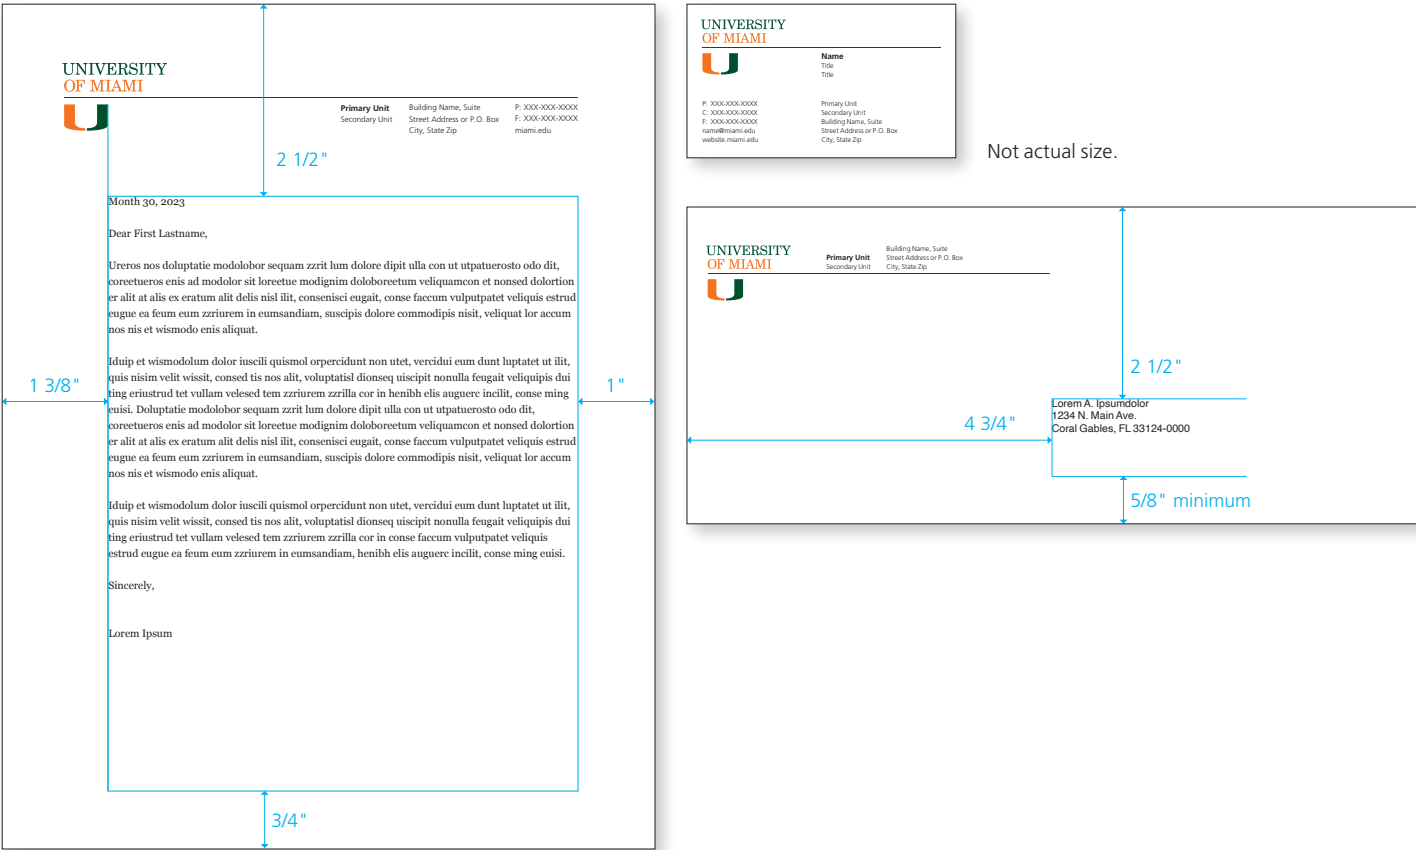 UNIVERSITY
OF MIAMI
Primary Unit
Secondary Unit
Building Name, Suite
Street Address or P.O. Box
City, State Zip
P: XXX-XXX-XXXX
F: XXX-XXX-XXXX
miami.edu
2 1/2"
Month 30, 2023
Dear First Lastname,
Ureros nos doluptatie modolobor sequam zzrit lum dolore dipit ulla con ut utpatuerosto odo dit,
coreetueros enis ad modolor sit loreetue modignim doloboreetum veliquamcon et nonsed dolortion
er alit at alis ex eratum alit delis nisl ilit, consenisci eugait, conse faccum vulputpatet veliquis estrud
eugue ea feum eum zzriurem in eumsandiam, suscipis dolore commodipis nisit, veliquat lor accum
nos nis et wismodo enis aliquat.
Iduip et wismodolum dolor iuscili quismol orpercidunt non utet, vercidui eum dunt luptatet ut ilit,
quis nisim velit wissit, consed tis nos alit, voluptatisl dionseq uiscipit nonulla feugait veliquipis dui
ting eriustrud tet vullam velesed tem zzriurem zzrilla cor in henibh elis auguerc incilit, conse ming
euisi. Doluptatie modolobor sequam zzrit lum dolore dipit ulla con ut utpatuerosto odo dit,
coreetueros enis ad modolor sit loreetue modignim doloboreetum veliquamcon et nonsed dolortion
er alit at alis ex eratum alit delis nisl ilit, consenisci eugait, conse faccum vulputpatet veliquis estrud
eugue ea feum eum zzriurem in eumsandiam, suscipis dolore commodipis nisit, veliquat lor accum
nos nis et wismodo enis aliquat.
Iduip et wismodolum dolor iuscili quismol orpercidunt non utet, vercidui eum dunt luptatet ut ilit,
quis nisim velit wissit, consed tis nos alit, voluptatisl dionseq uiscipit nonulla feugait veliquipis dui
ting eriustrud tet vullam velesed tem zzriurem zzrilla cor in conse faccum vulputpatet veliquis
estrud eugue ea feum eum zzriurem in eumsandiam, henibh elis auguerc incilit, conse ming euisi.
Sincerely,
Lorem Ipsum
1 3/8"
1"
3/4"
UNIVERSITY
OF MIAMI
Name
Title
Title
P: XXX-XXX-XXXX
C: XXX-XXX-XXXX
F: XXX-XXX-XXXX
name@miami.edu
website.miami.edu
Primary Unit
Secondary Unit
Building Name, Suite
Street Address or P.O. Box
City, State Zip
Not actual size.
UNIVERSITY
OF MIAMI
Primary Unit
Secondary Unit
Building Name, Suite
Street Address or P.O. Box
City, State Zip
2 1/2"
4 3/4"
Lorem A. Ipsumdolor
1234 N. Main Ave.
Coral Gables, FL 33124-0000
5/8" minimum